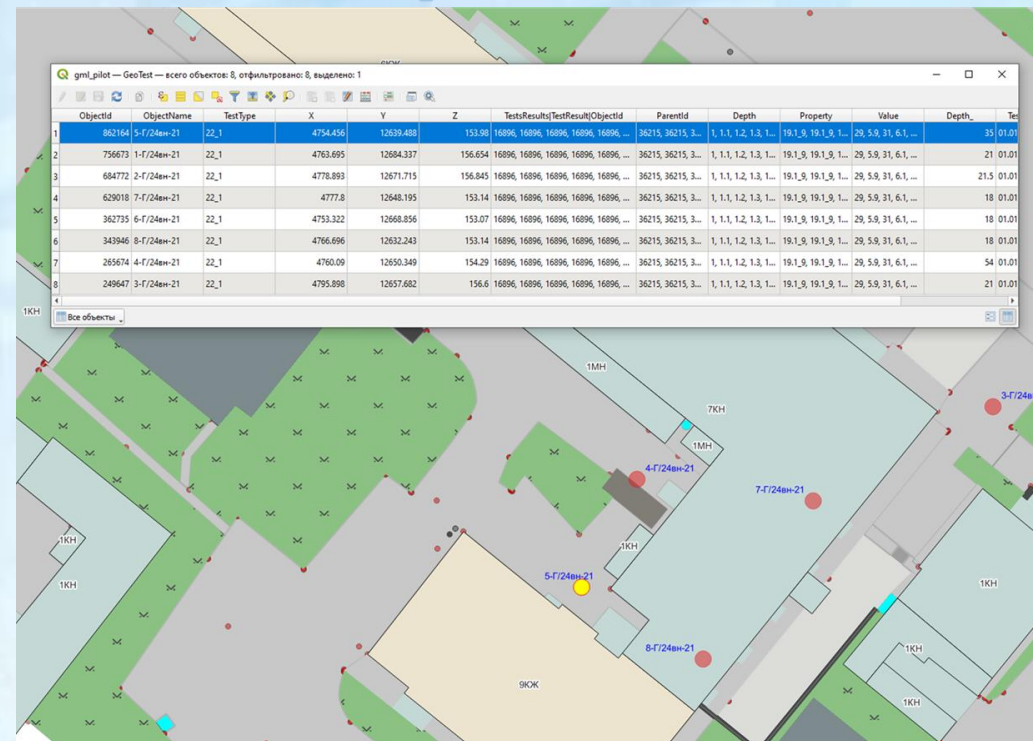 gml_pilot — GeoTest — всего объектов: 8, отфильтровано: 8, выделено: 1
ObjectId ObjectName TestType X Y Z TestsResults|TestResult|ObjectId ParentId Depth Property Value Depth_ Tes
1 862164 5-Г/24вн-21 22_1 4754.456 12639.488 153.98 16896, 16896, 16896, 16896, 16896, ... 36215, 36215, 3... 1, 1.1, 1.2, 1.3, 1... 19.1_9, 19.1_9, 1... 29, 5.9, 31, 6.1, ... 35 01.01
2 756673 1-Г/24вн-21 22_1 4763.695 12684.337 156.654 16896, 16896, 16896, 16896, 16896, ... 36215, 36215, 3... 1, 1.1, 1.2, 1.3, 1... 19.1_9, 19.1_9, 1... 29, 5.9, 31, 6.1, ... 21 01.01
3 684772 2-Г/24вн-21 22_1 4778.893 12671.715 156.845 16896, 16896, 16896, 16896, 16896, ... 36215, 36215, 3... 1, 1.1, 1.2, 1.3, 1... 19.1_9, 19.1_9, 1... 29, 5.9, 31, 6.1, ... 21.5 01.01
4 629018 7-Г/24вн-21 22_1 4777.8 12648.195 153.14 16896, 16896, 16896, 16896, 16896, ... 36215, 36215, 3... 1, 1.1, 1.2, 1.3, 1... 19.1_9, 19.1_9, 1... 29, 5.9, 31, 6.1, ... 18 01.01
5 362735 6-Г/24вн-21 22_1 4753.322 12668.856 153.07 16896, 16896, 16896, 16896, 16896, ... 36215, 36215, 3... 1, 1.1, 1.2, 1.3, 1... 19.1_9, 19.1_9, 1... 29, 5.9, 31, 6.1, ... 18 01.01
6 343946 8-Г/24вн-21 22_1 4766.696 12632.243 153.14 16896, 16896, 16896, 16896, 16896, ... 36215, 36215, 3... 1, 1.1, 1.2, 1.3, 1... 19.1_9, 19.1_9, 1... 29, 5.9, 31, 6.1, ... 18 01.01
7 265674 4-Г/24вн-21 22_1 4760.09 12650.349 154.29 16896, 16896, 16896, 16896, 16896, ... 36215, 36215, 3... 1, 1.1, 1.2, 1.3, 1... 19.1_9, 19.1_9, 1... 29, 5.9, 31, 6.1, ... 54 01.01
8 249647 3-Г/24вн-21 22_1 4795.898 12657.682 156.6 16896, 16896, 16896, 16896, 16896, ... 36215, 36215, 3... 1, 1.1, 1.2, 1.3, 1... 19.1_9, 19.1_9, 1... 29, 5.9, 31, 6.1, ... 21 01.01
1КН
Все объекты
1МН
3-Г/24в
7КН
1МН
4-Г/24вн-21
7-Г/24вн-21
1КН
1КН
5-Г/24вн-21
1КН
1КН
8-Г/24вн-21
1КН
9КЖ
1КН